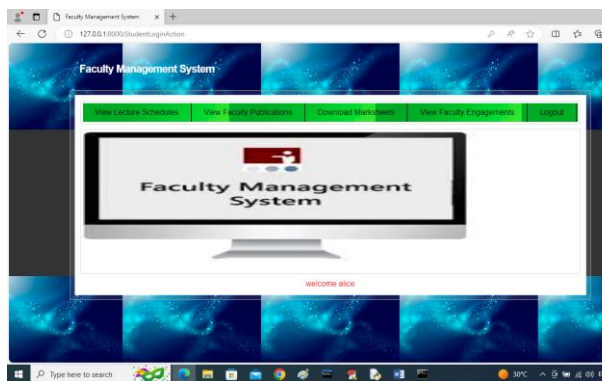 Faculty Management System
127.0.0.1:8000/StudentLoginAction
Faculty Management System
View Lecture Schedules View Faculty Publications Download Marksheets View Faculty Engagements Logout
Faculty Management
System
welcome alice
Type here to search
30°C